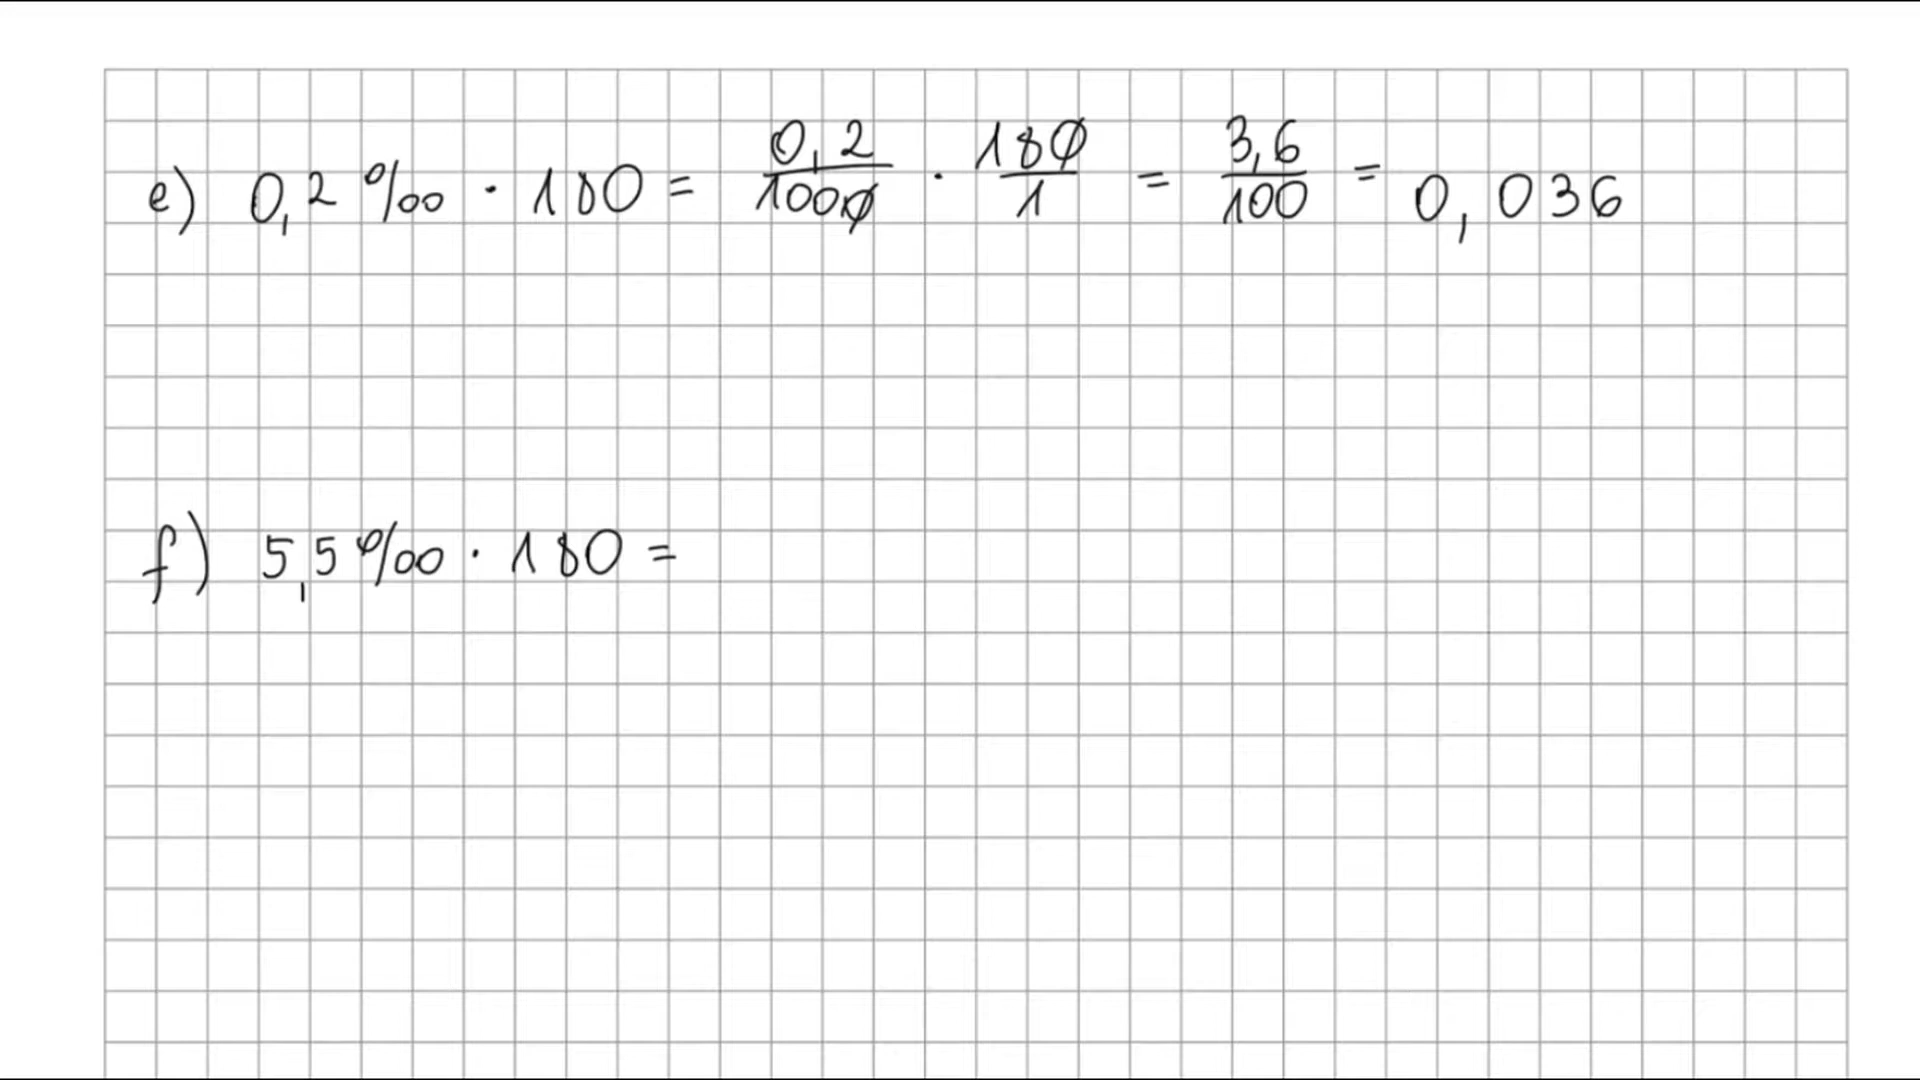 e) 0,2 ‰ · 180 = 0,2/1000 · 180/1 = 3,6/100 = 0,036
f) 5,5 ‰ · 180 =